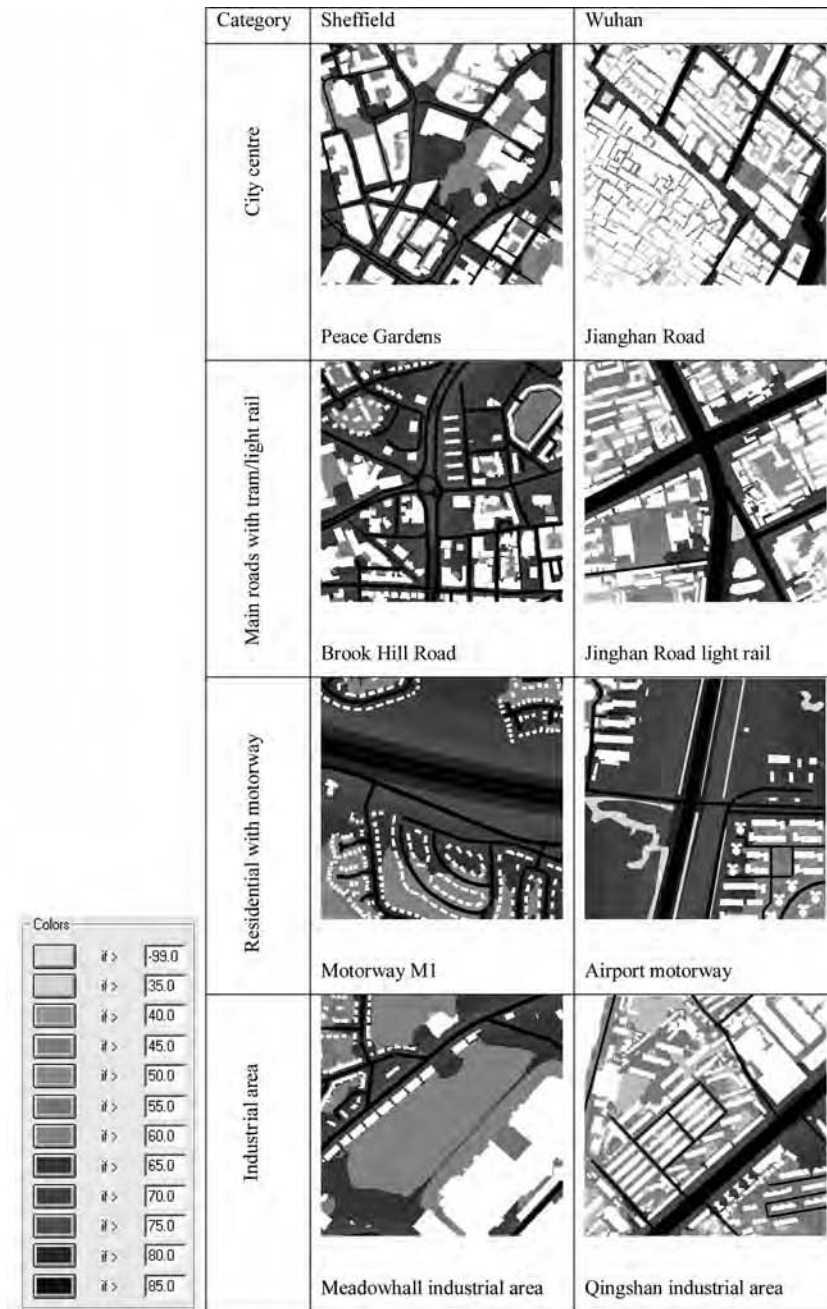 Category Sheffield Wuhan
City centre
Peace Gardens Jianghan Road
Main roads with tram/light rail
Brook Hill Road Jinghan Road light rail
Residential with motorway
Motorway M1 Airport motorway
Industrial area
Meadowhall industrial area Qingshan industrial area
Colors
if > -99.0
if > 35.0
if > 40.0
if > 45.0
if > 50.0
if > 55.0
if > 60.0
if > 65.0
if > 70.0
if > 75.0
if > 80.0
if > 85.0